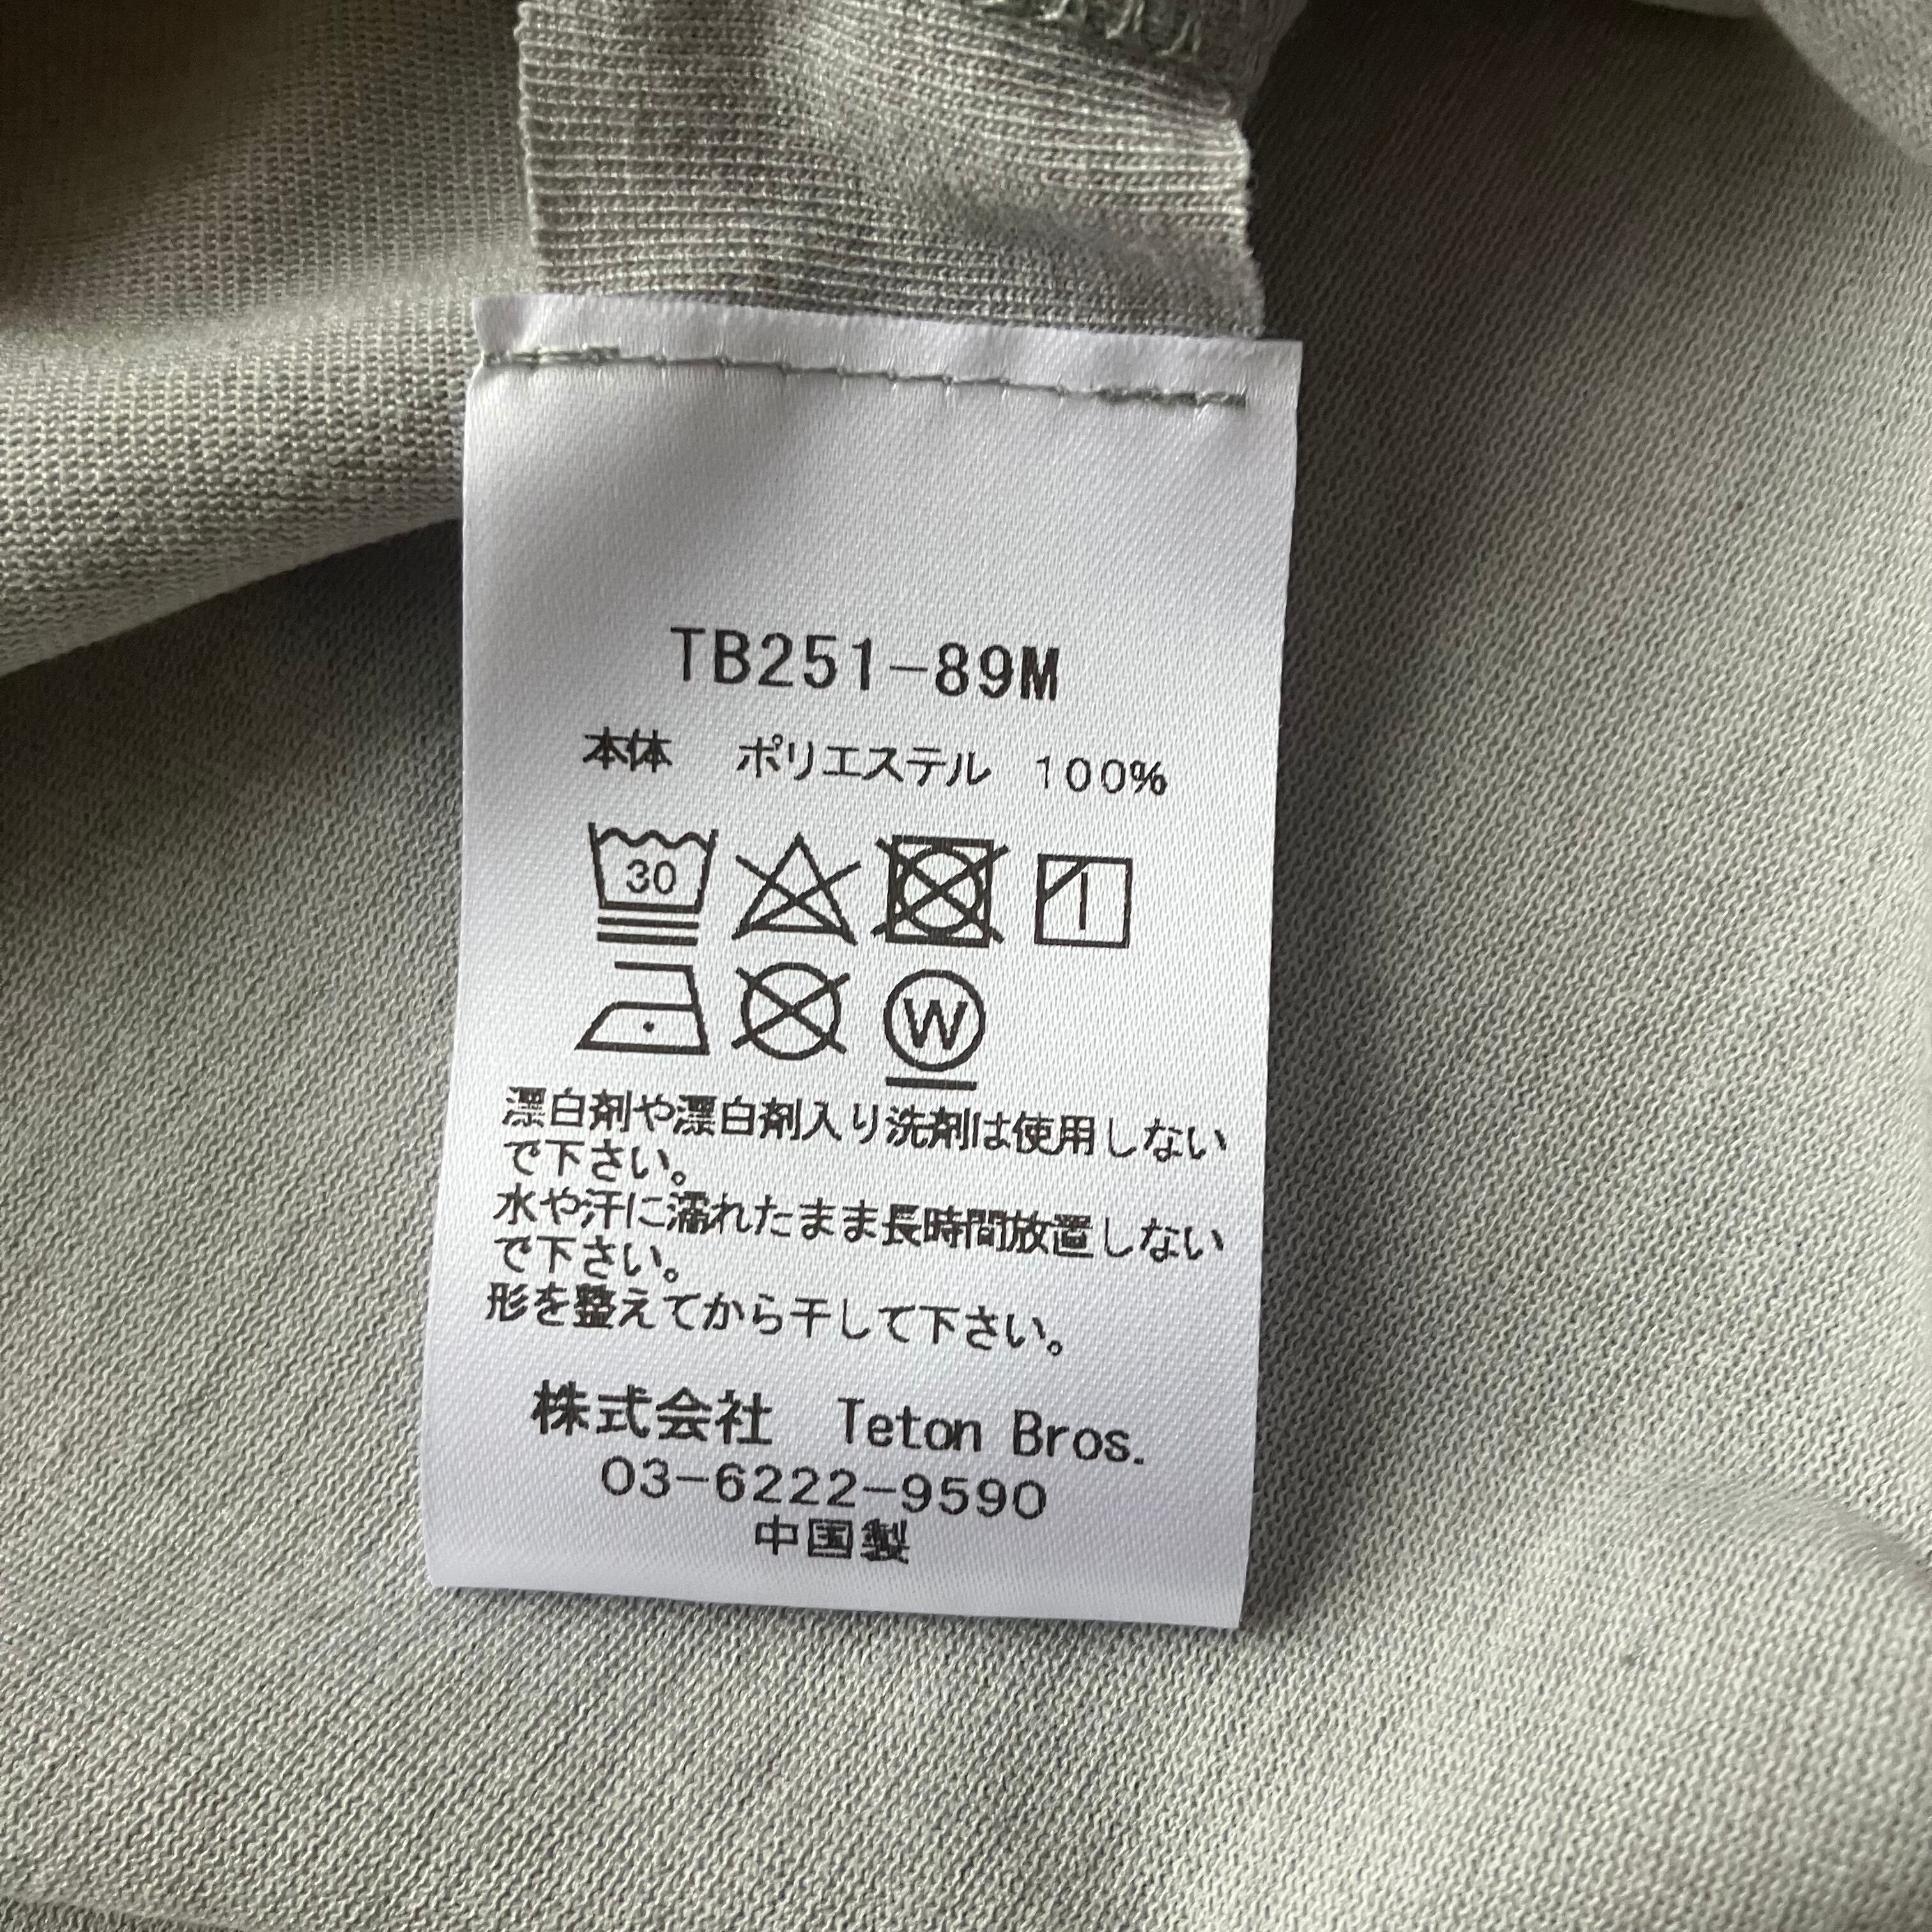 TB251-89M
本体 ポリエステル 100%
30
W
漂白剤や漂白剤入り洗剤は使用しない
で下さい。
水や汗に濡れたまま長時間放置しない
で下さい。
形を整えてから干して下さい。
株式会社 Teton Bros.
03-6222-9590
中国製